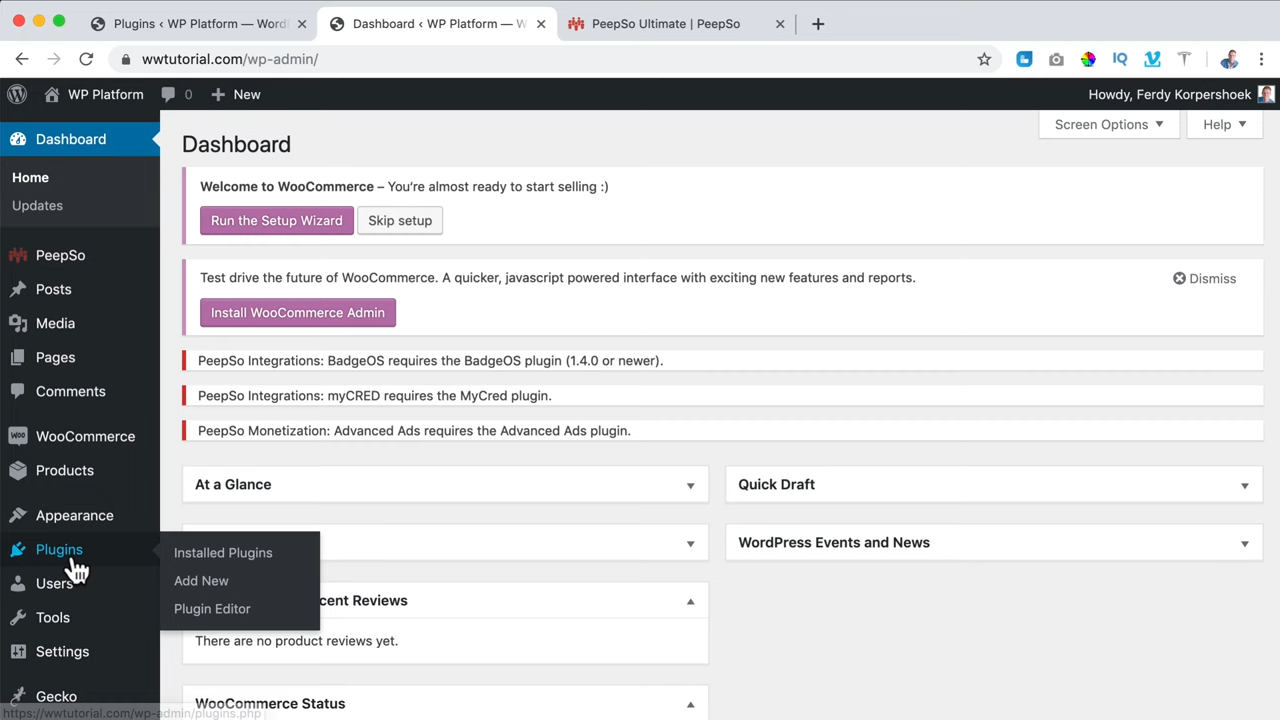 Plugins ‹ WP Platform — WordI
Dashboard ‹ WP Platform — W
PeepSo Ultimate | PeepSo
wwtutorial.com/wp-admin/
IQ
WP Platform
0
New
Howdy, Ferdy Korpershoek
Dashboard
Home
Updates
PeepSo
Posts
Media
Pages
Comments
WooCommerce
Products
Appearance
Plugins
Users
Tools
Settings
Gecko
Installed Plugins
Add New
Plugin Editor
Screen Options
Help
Dashboard
Welcome to WooCommerce – You're almost ready to start selling :)
Run the Setup Wizard
Skip setup
Test drive the future of WooCommerce. A quicker, javascript powered interface with exciting new features and reports.
Dismiss
Install WooCommerce Admin
PeepSo Integrations: BadgeOS requires the BadgeOS plugin (1.4.0 or newer).
PeepSo Integrations: myCRED requires the MyCred plugin.
PeepSo Monetization: Advanced Ads requires the Advanced Ads plugin.
At a Glance
Quick Draft
WordPress Events and News
cent Reviews
There are no product reviews yet.
WooCommerce Status
https://wwtutorial.com/wp-admin/plugins.php